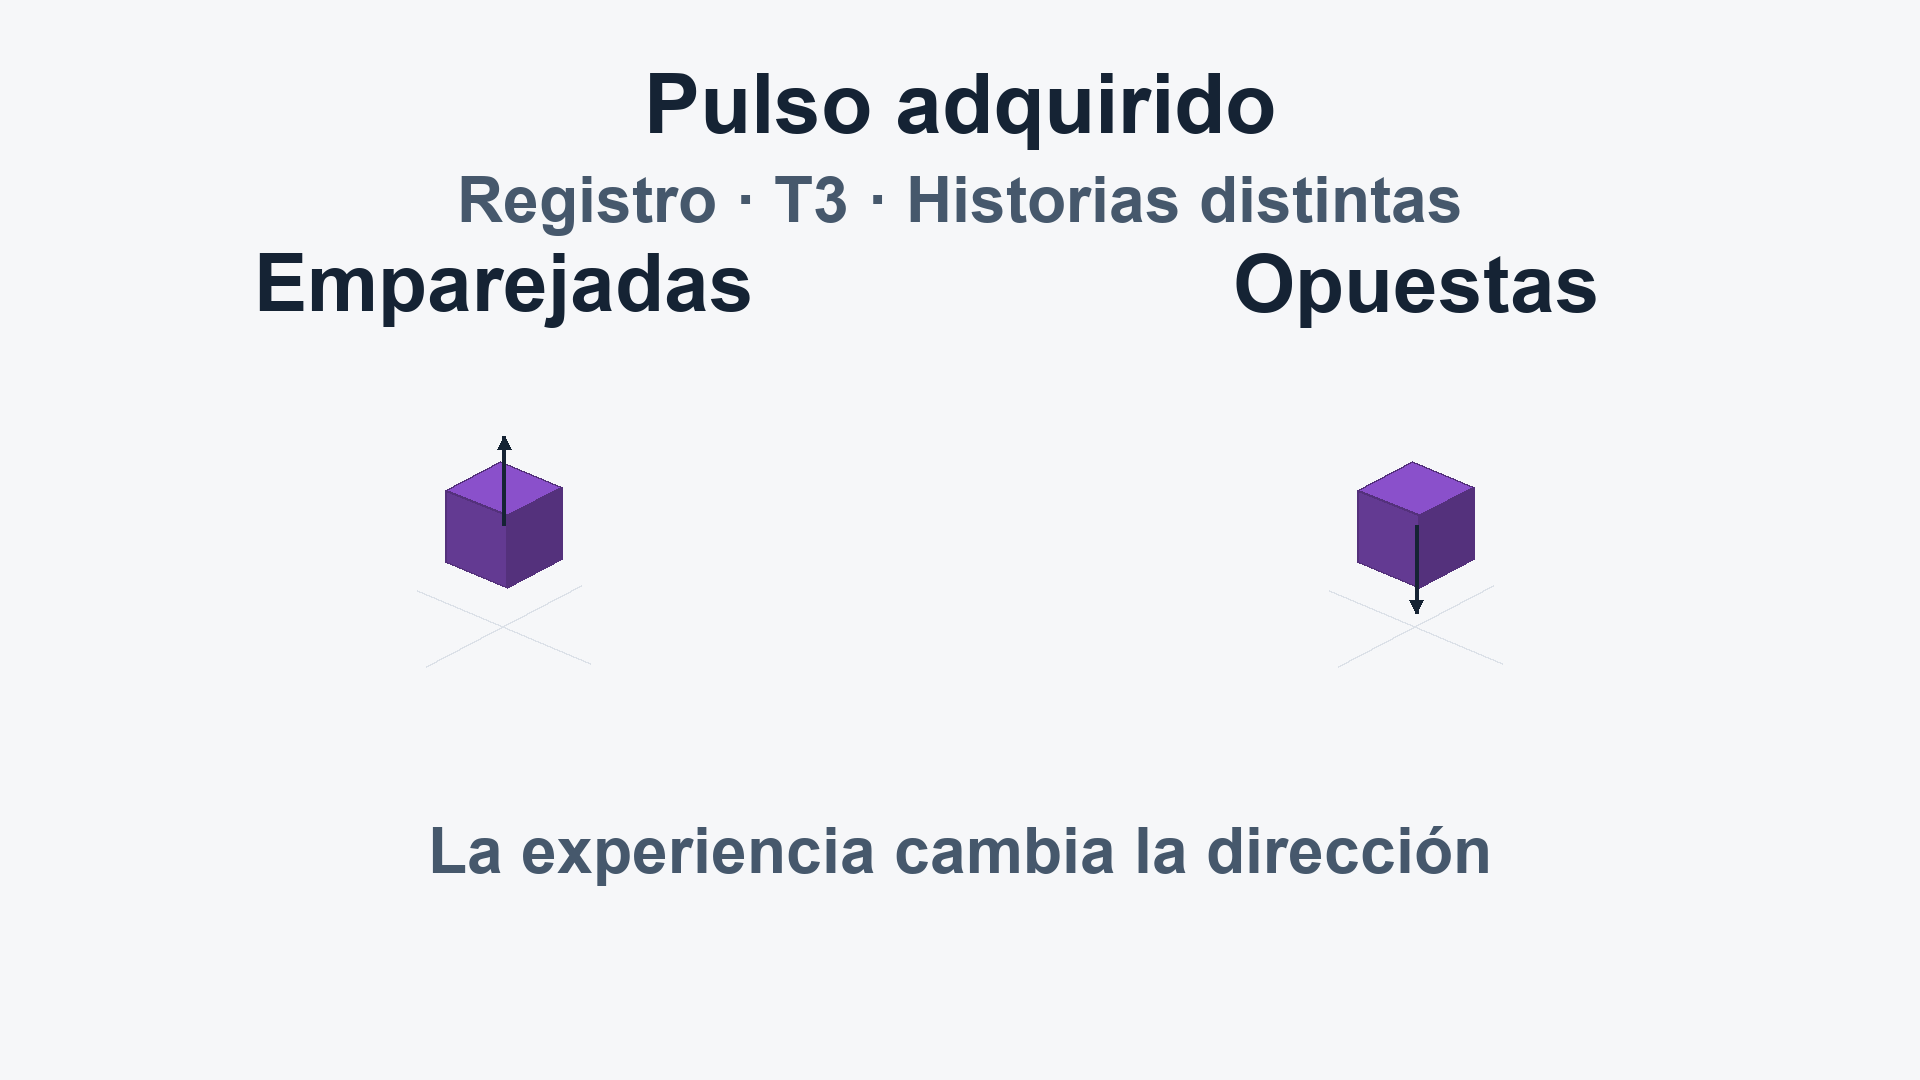 Pulso adquirido
Registro · T3 · Historias distintas
Emparejadas
Opuestas
La experiencia cambia la dirección